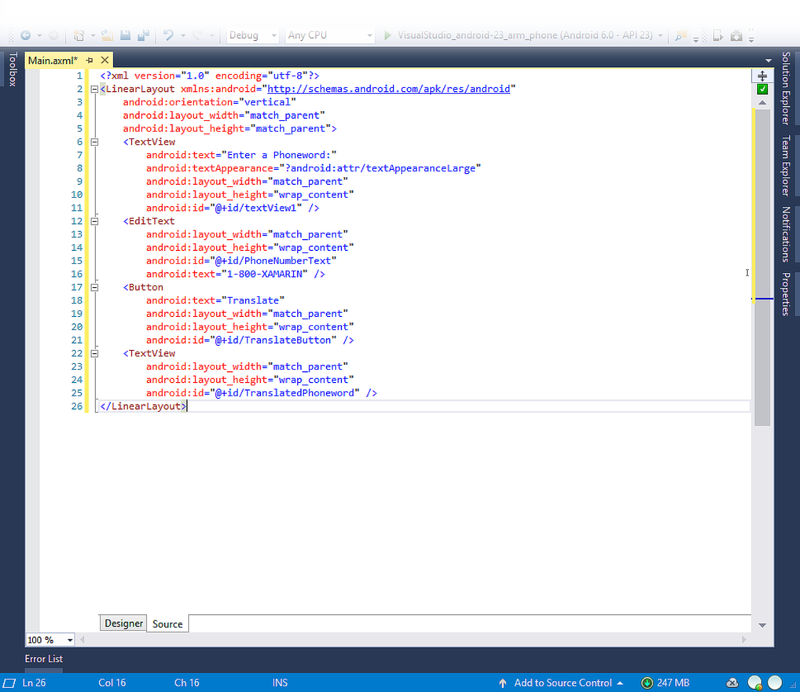 Debug Any CPU VisualStudio_android-23_arm_phone (Android 6.0 - API 23)
Toolbox
Main.axml*
1 <?xml version="1.0" encoding="utf-8"?>
2 <LinearLayout xmlns:android="http://schemas.android.com/apk/res/android"
3 android:orientation="vertical"
4 android:layout_width="match_parent"
5 android:layout_height="match_parent">
6 <TextView
7 android:text="Enter a Phoneword:"
8 android:textAppearance="?android:attr/textAppearanceLarge"
9 android:layout_width="match_parent"
10 android:layout_height="wrap_content"
11 android:id="@+id/textView1" />
12 <EditText
13 android:layout_width="match_parent"
14 android:layout_height="wrap_content"
15 android:id="@+id/PhoneNumberText"
16 android:text="1-800-XAMARIN" />
17 <Button
18 android:text="Translate"
19 android:layout_width="match_parent"
20 android:layout_height="wrap_content"
21 android:id="@+id/TranslateButton" />
22 <TextView
23 android:layout_width="match_parent"
24 android:layout_height="wrap_content"
25 android:id="@+id/TranslatedPhoneword" />
26 </LinearLayout>
Solution Explorer
Team Explorer
Notifications
Properties
Designer Source
100 %
Error List
Ln 26 Col 16 Ch 16 INS Add to Source Control 247 MB